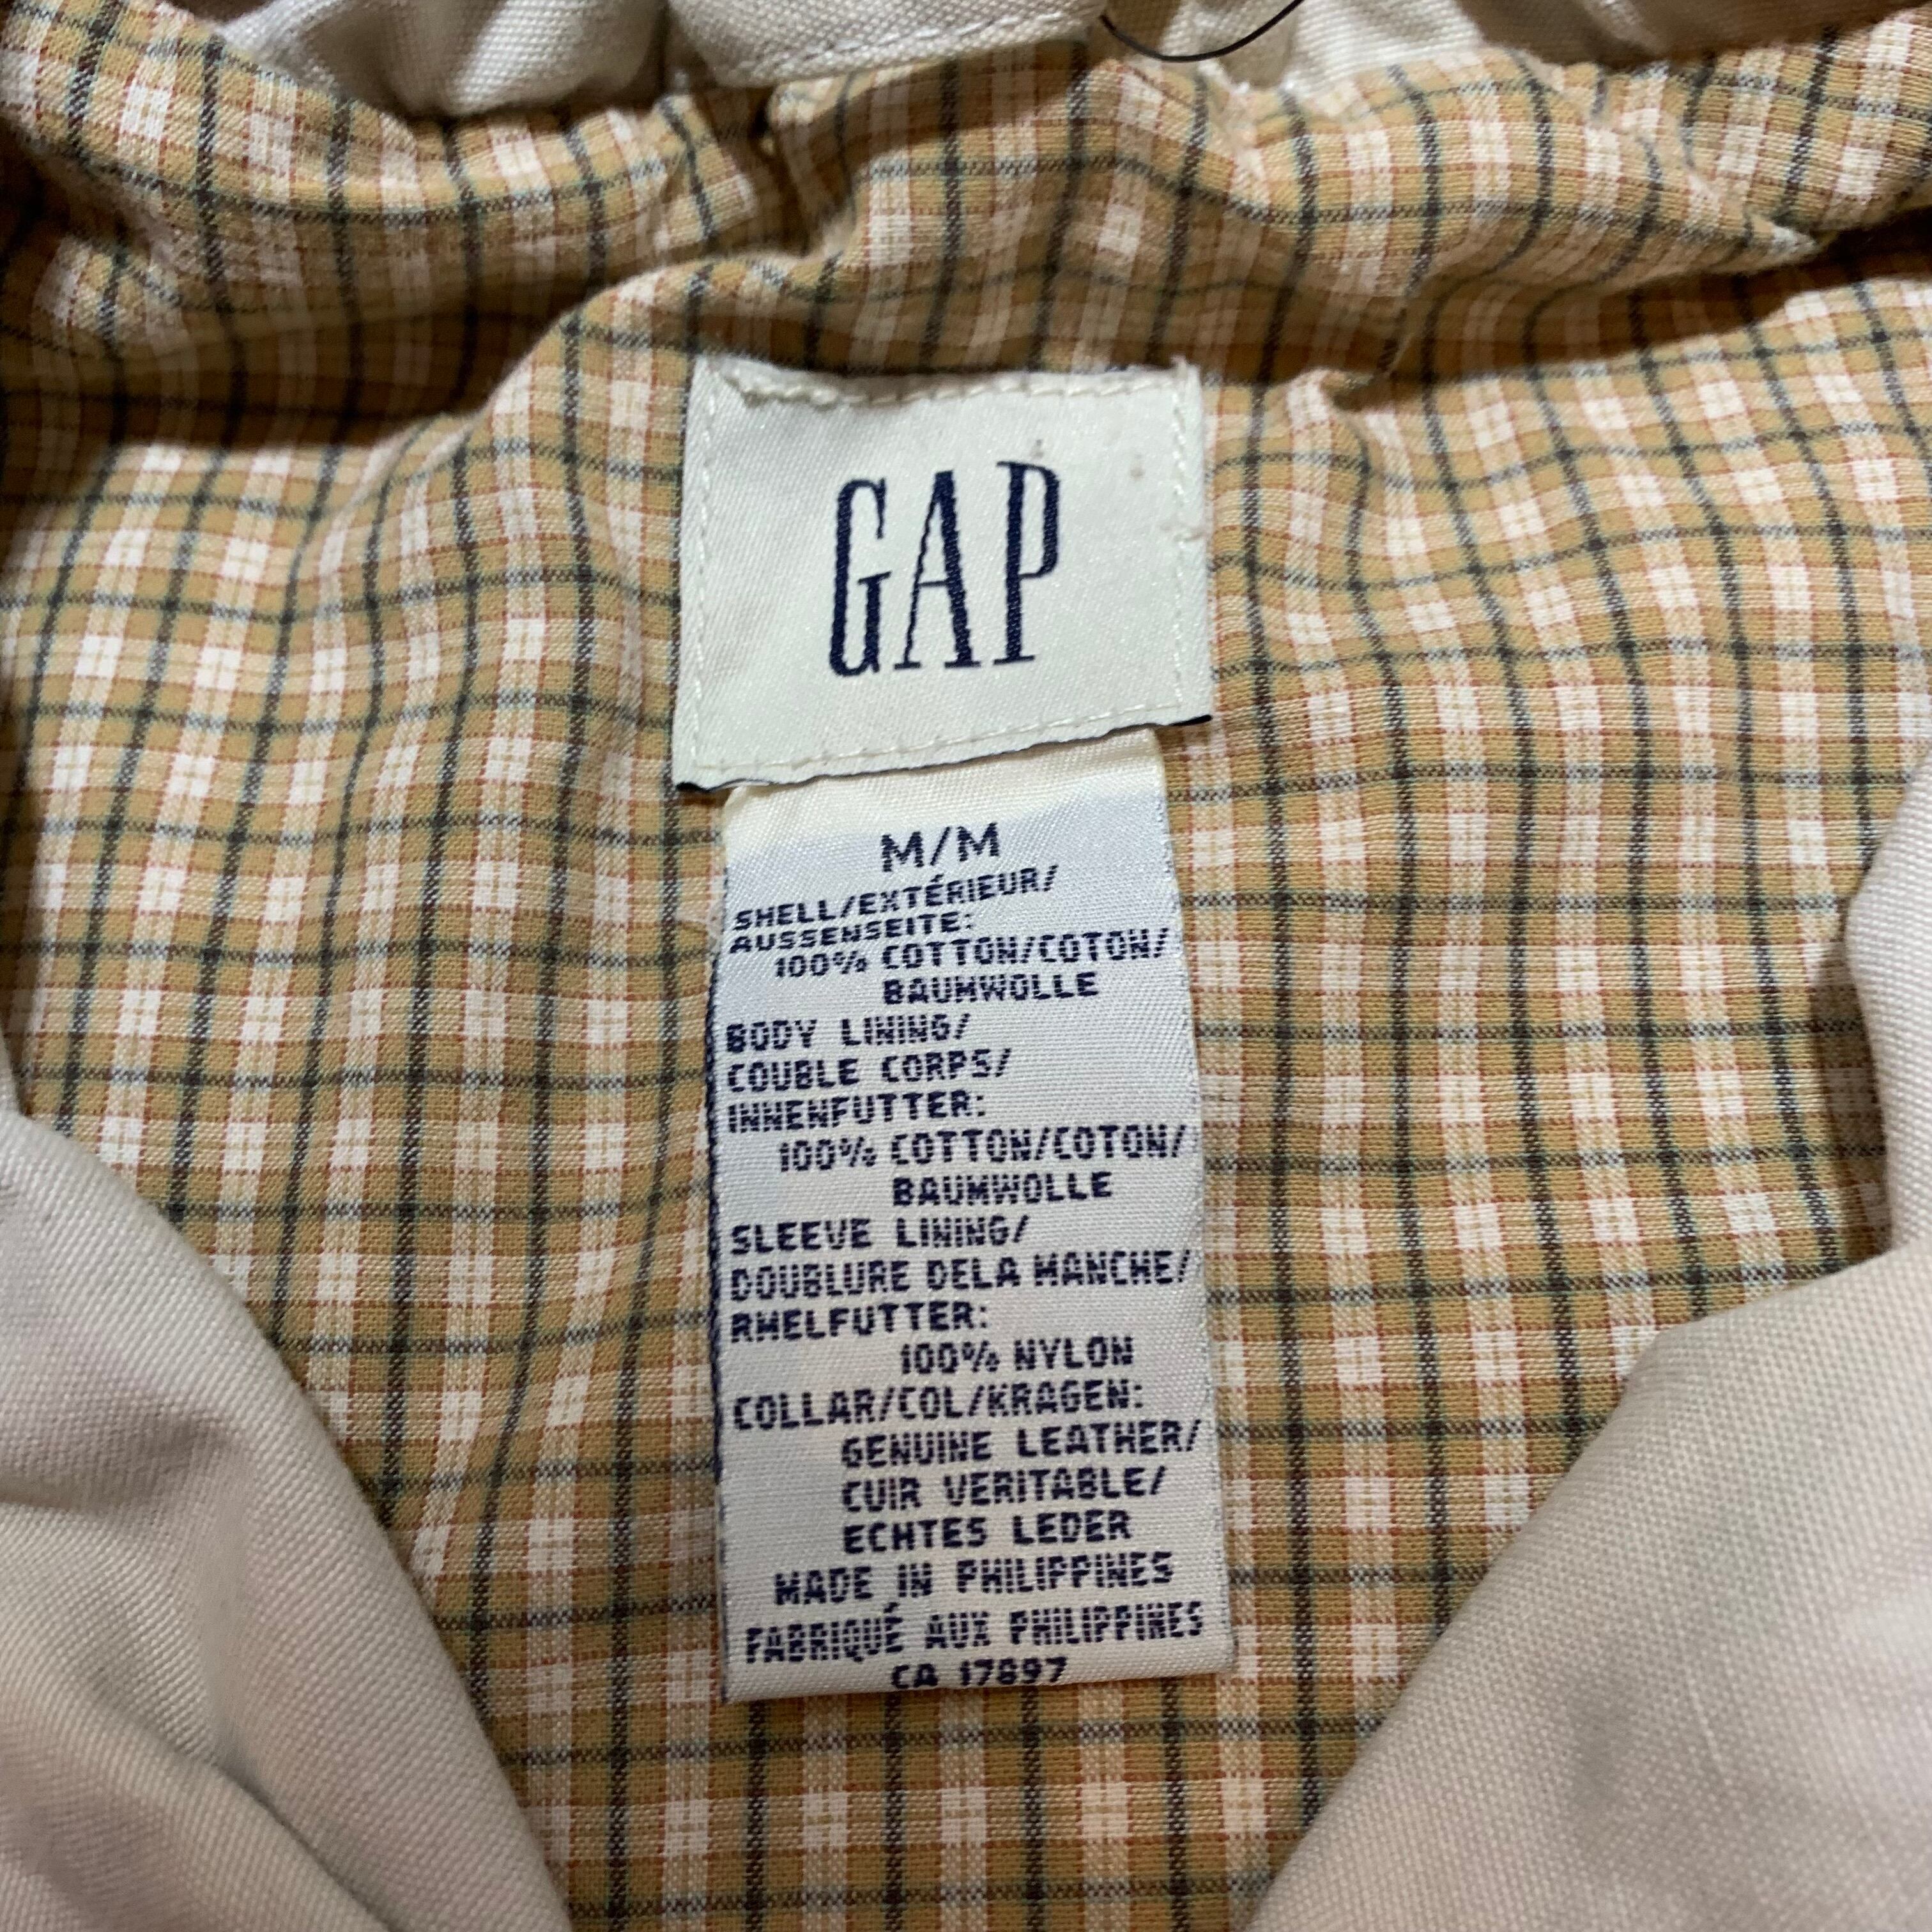 GAP
M/M
SHELL/EXTÉRIEUR/
AUSSENSEITE:
100% COTTON/COTON/
BAUMWOLLE
BODY LINING/
COUBLE CORPS/
INNENFUTTER:
100% COTTON/COTON/
BAUMWOLLE
SLEEVE LINING/
DOUBLURE DELA MANCHE/
RMELFUTTER:
100% NYLON
COLLAR/COL/KRAGEN:
GENUINE LEATHER/
CUIR VERITABLE/
ECHTES LEDER
MADE IN PHILIPPINES
FABRIQUÉ AUX PHILIPPINES
CA 17897